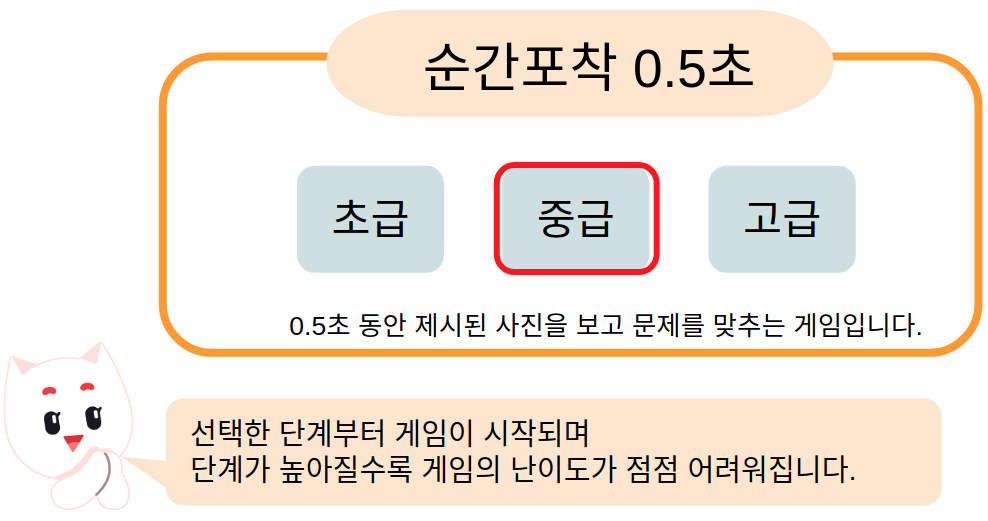 순간포착 0.5초
초급
중급
고급
0.5초 동안 제시된 사진을 보고 문제를 맞추는 게임입니다.
선택한 단계부터 게임이 시작되며
단계가 높아질수록 게임의 난이도가 점점 어려워집니다.